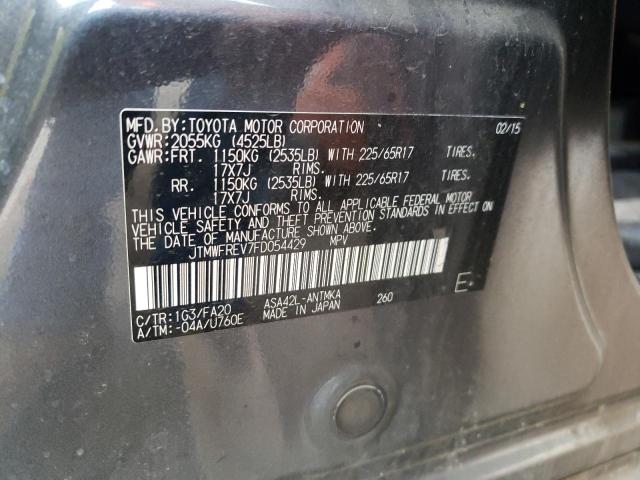 MFD.BY:TOYOTA MOTOR CORPORATION 02/15
GVWR:2055KG (4525LB)
GAWR:FRT. 1150KG (2535LB) WITH 225/65R17 TIRES.
17X7J RIMS.
RR. 1150KG (2535LB) WITH 225/65R17 TIRES.
17X7J RIMS.
THIS VEHICLE CONFORMS TO ALL APPLICABLE FEDERAL MOTOR
VEHICLE SAFETY AND THEFT PREVENTION STANDARDS IN EFFECT ON
THE DATE OF MANUFACTURE SHOWN ABOVE.
JTMWFREV7FD054429 MPV
C/TR:1G3/FA20 ASA42L-ANTMKA 260 E
A/TM:-04A/U760E MADE IN JAPAN